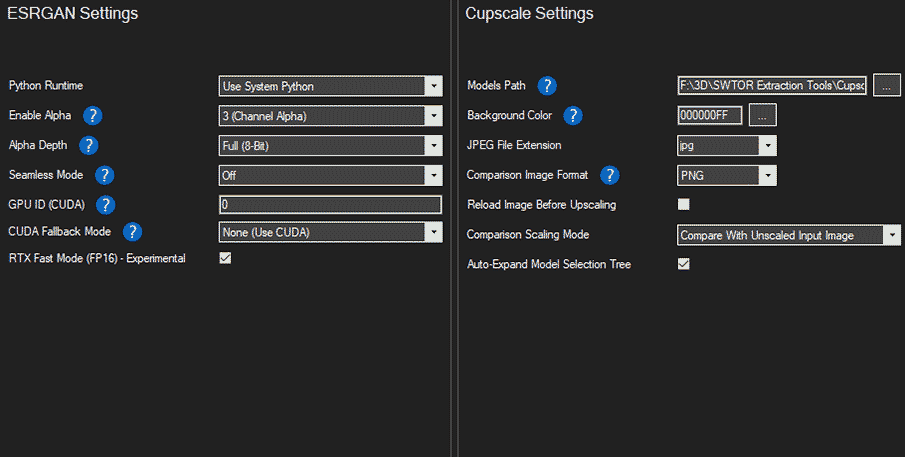 ESRGAN Settings
Python Runtime
Use System Python
Enable Alpha ?
3 (Channel Alpha)
Alpha Depth ?
Full (8-Bit)
Seamless Mode ?
Off
GPU ID (CUDA) ?
0
CUDA Fallback Mode ?
None (Use CUDA)
RTX Fast Mode (FP16) - Experimental
Cupscale Settings
Models Path ?
F:\3D\SWTOR Extraction Tools\Cupsc
...
Background Color ?
000000FF
...
JPEG File Extension
jpg
Comparison Image Format ?
PNG
Reload Image Before Upscaling
Comparison Scaling Mode
Compare With Unscaled Input Image
Auto-Expand Model Selection Tree